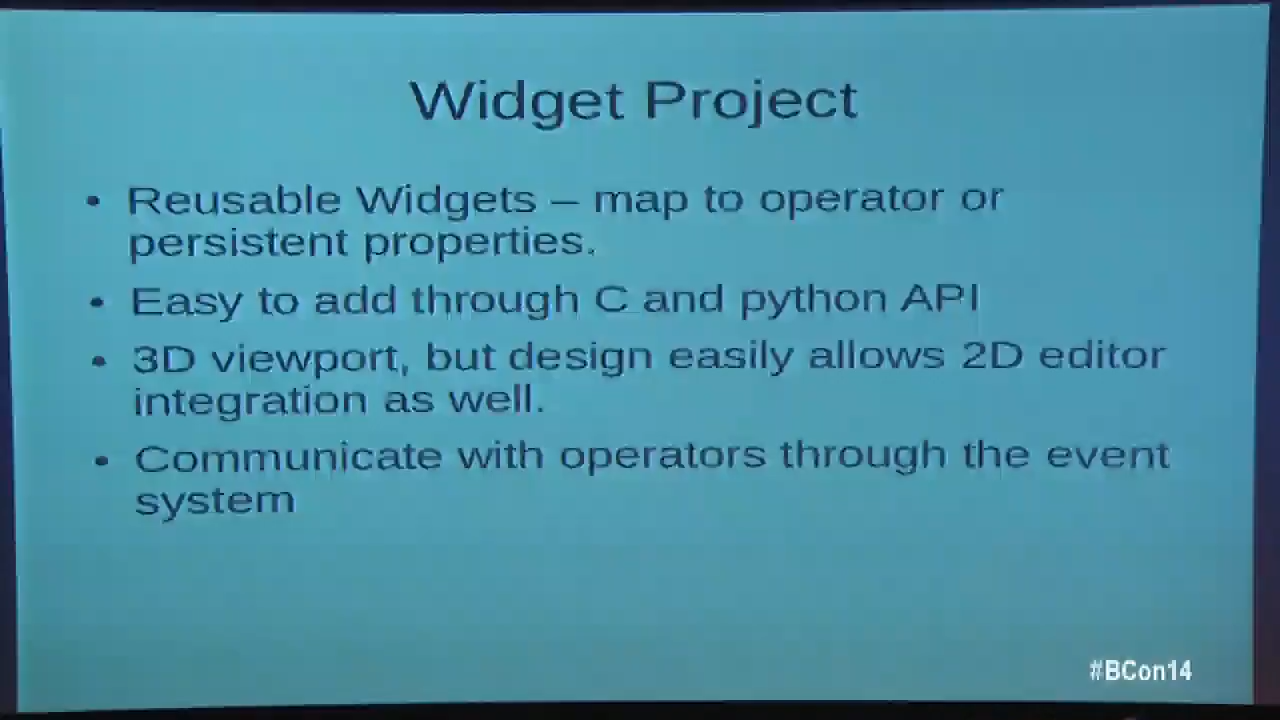 Widget Project
• Reusable Widgets – map to operator or
persistent properties.
• Easy to add through C and python API
• 3D viewport, but design easily allows 2D editor
integration as well.
• Communicate with operators through the event
system
#BCon14